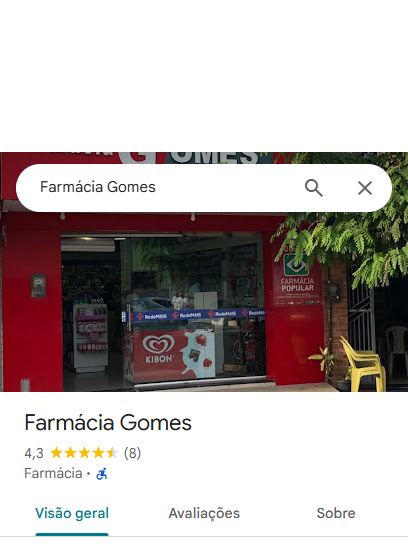 GOMES
Farmácia Gomes
FARMÁCIA
POPULAR
RedeMAIS RedeMAIS RedeMAIS RedeMAIS
KIBON
Farmácia Gomes
4,3 (8)
Farmácia ·
Visão geral Avaliações Sobre